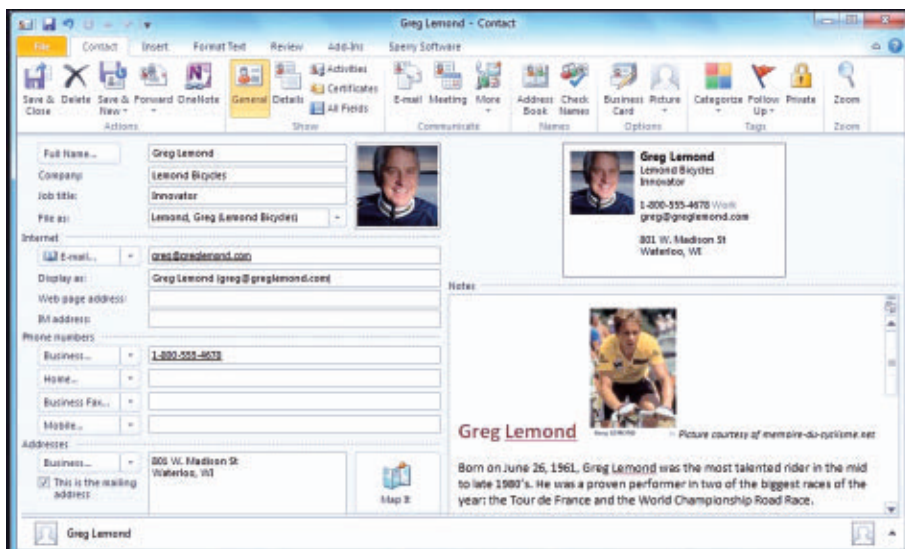 Greg Lemond - Contact
File Contact Insert Format Text Review Add-Ins Sperry Software
Save & Close Delete Save & New Forward OneNote
Actions
General Details Activities Certificates All Fields
Show
E-mail Meeting More
Communicate
Address Book Check Names
Names
Business Card Picture
Options
Categorize Follow Up Private
Tags
Zoom
Zoom
Full Name... Greg Lemond
Company: Lemond Bicycles
Job title: Innovator
File as: Lemond, Greg (Lemond Bicycles)
Internet
E-mail... greg@greglemond.com
Display as: Greg Lemond (greg@greglemond.com)
Web page address:
IM address:
Phone numbers
Business... 1-800-555-4678
Home...
Business Fax...
Mobile...
Addresses
Business... 801 W. Madison St
Waterloo, WI
This is the mailing
address
Map It
Greg Lemond
Lemond Bicycles
Innovator
1-800-555-4678 Work
greg@greglemond.com
801 W. Madison St
Waterloo, WI
Notes
Greg Lemond Picture courtesy of memoire-du-cyclisme.net
Born on June 26, 1961, Greg Lemond was the most talented rider in the mid
to late 1980's. He was a proven performer in two of the biggest races of the
year: the Tour de France and the World Championship Road Race.
Greg Lemond